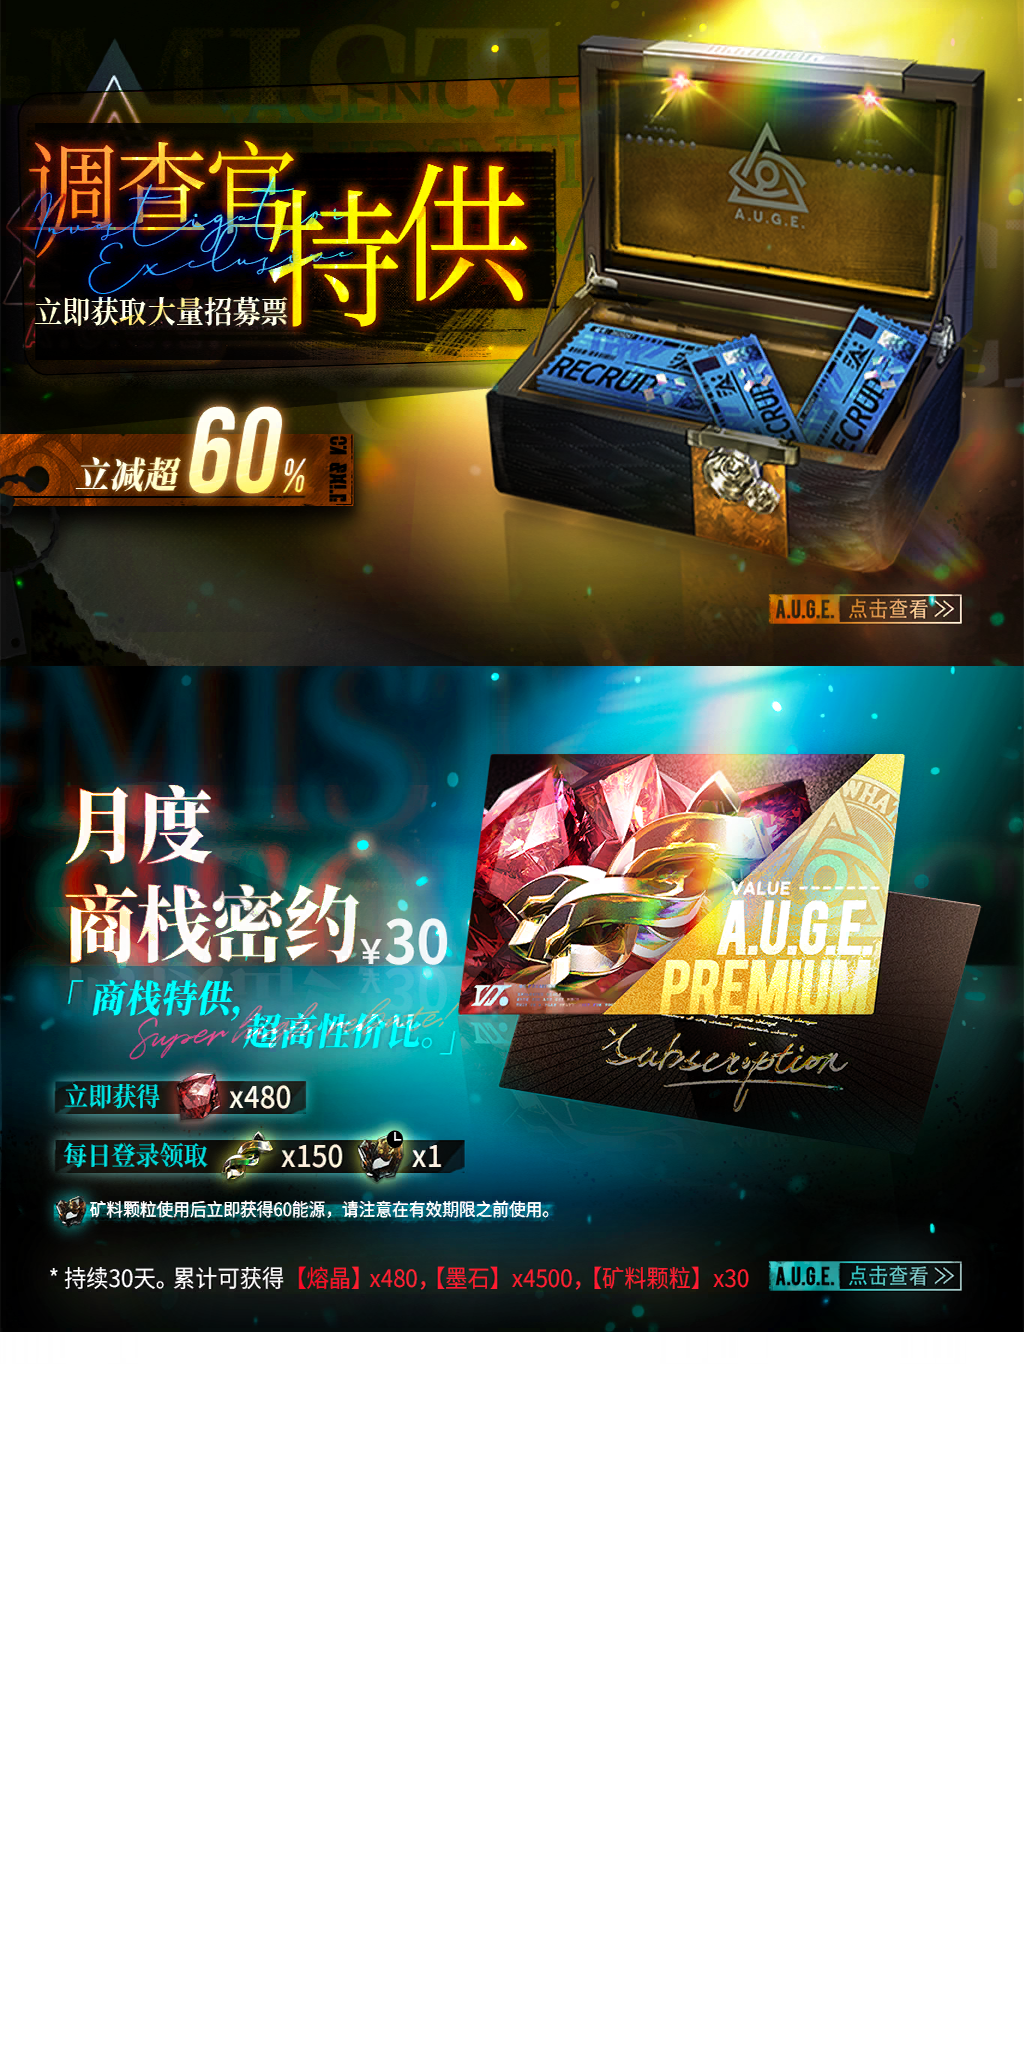 调查官特供
Investigator
Exclusive
立即获取大量招募票
立减超60%
A.U.G.E.
RECRUIT
A.U.G.E. 点击查看
月度
商栈密约 ¥30
「商栈特供,
超高性价比。」
立即获得 x480
每日登录领取 x150 x1
矿料颗粒使用后立即获得60能源，请注意在有效期限之前使用。
* 持续30天。累计可获得【熔晶】x480,【墨石】x4500,【矿料颗粒】x30
VALUE
A.U.G.E.
PREMIUM
Subscription
A.U.G.E. 点击查看